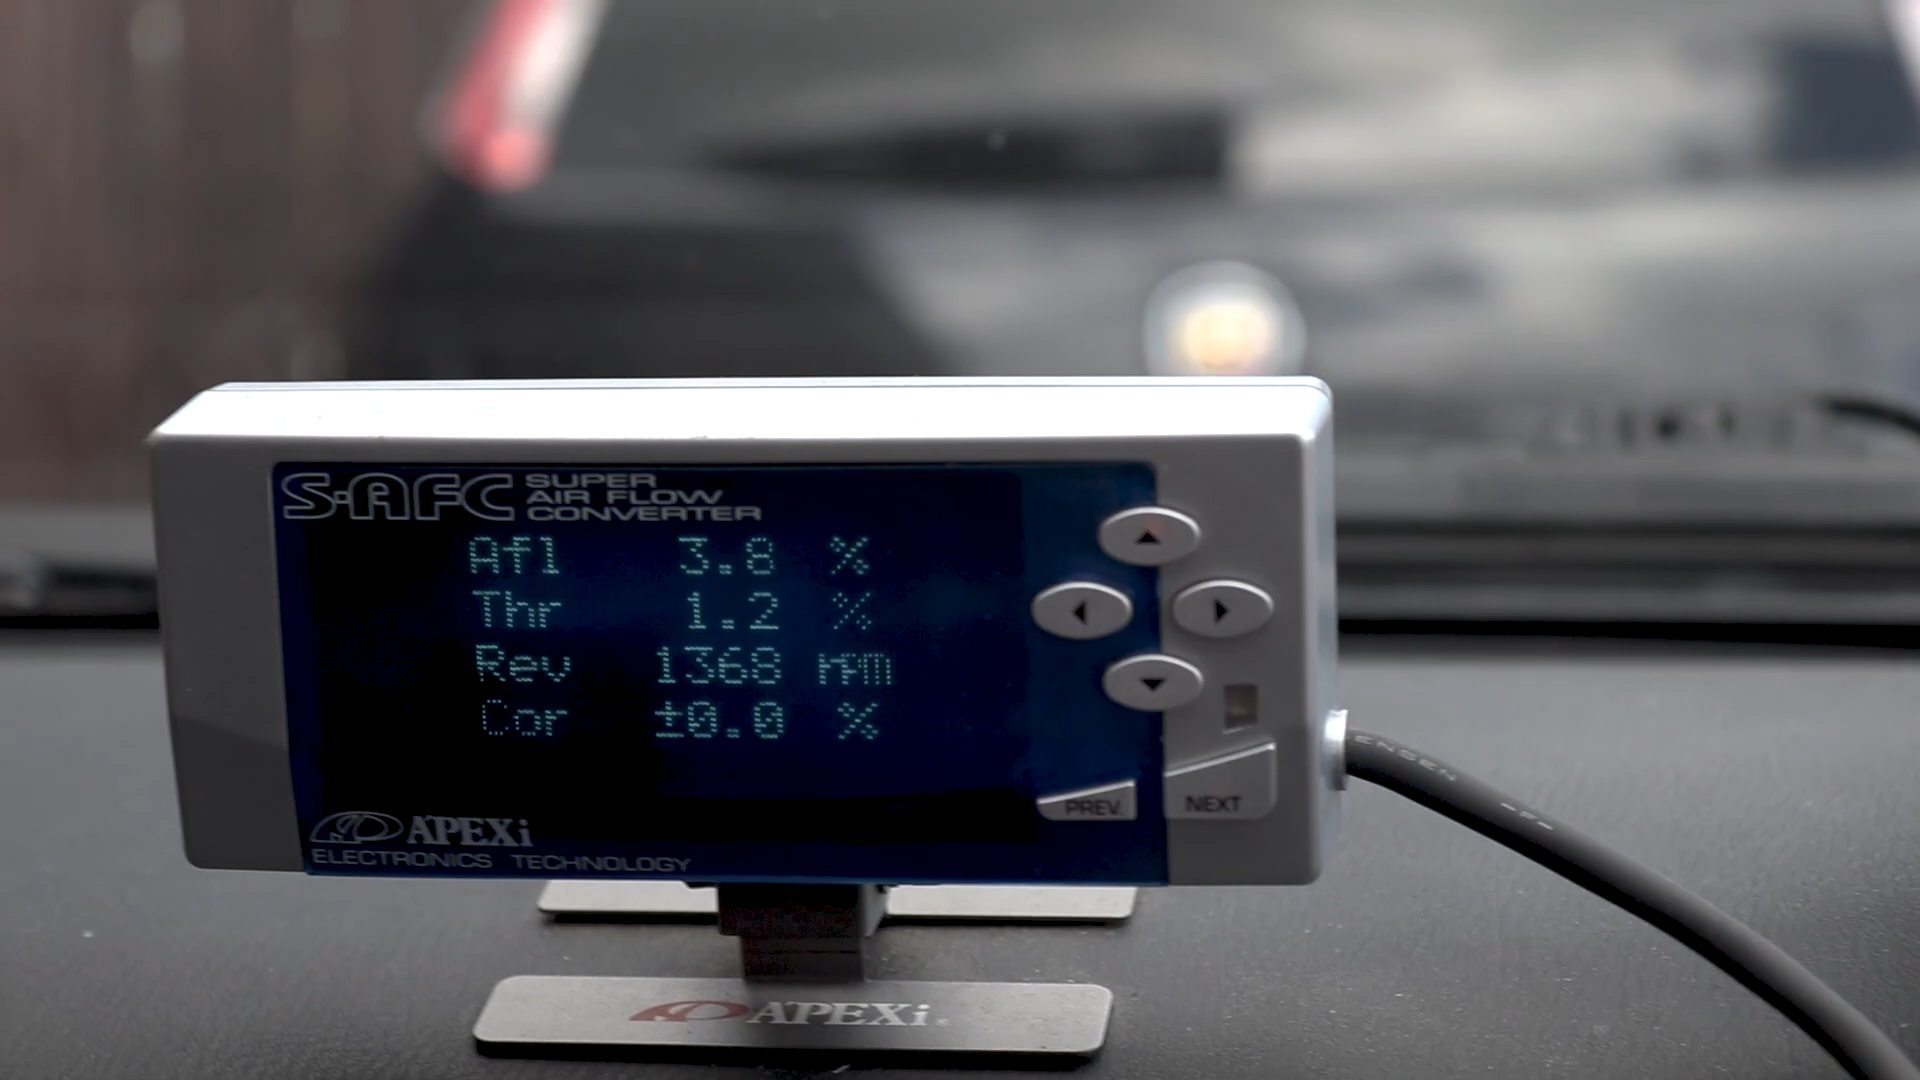 S-AFC SUPER
AIR FLOW
CONVERTER
Afl 3.8 %
Thr 1.2 %
Rev 1368 rpm
Cor ±0.0 %
PREV. NEXT
APEXi
ELECTRONICS TECHNOLOGY
APEXi